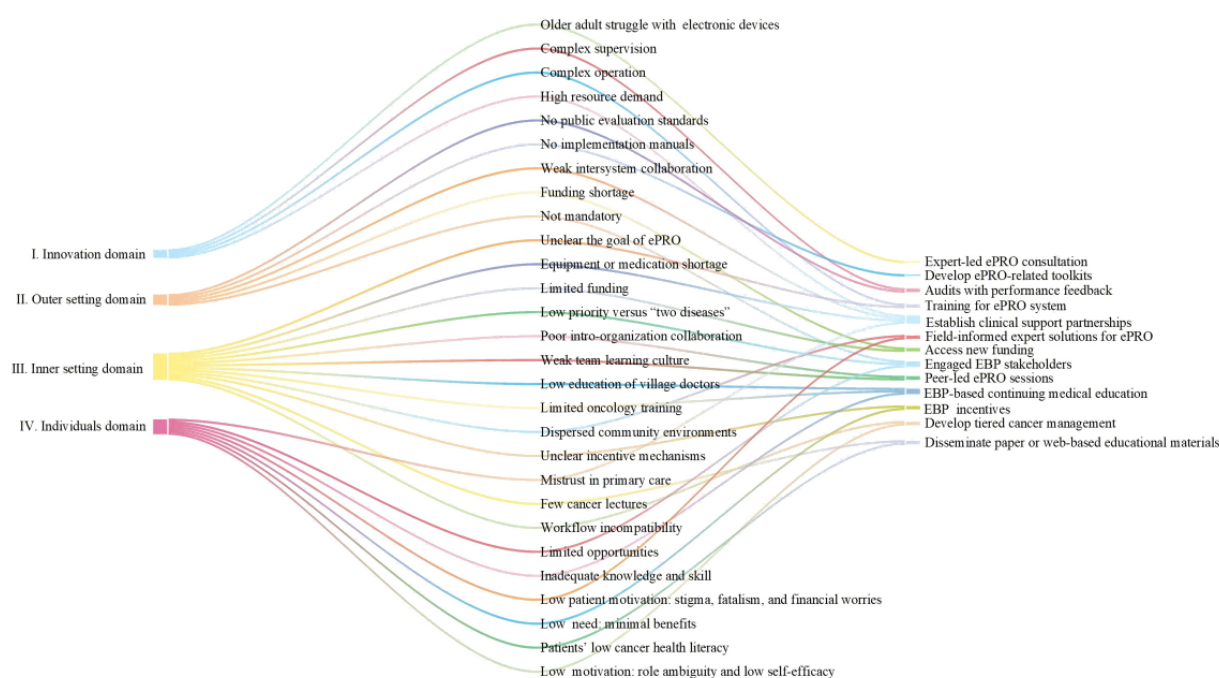 I. Innovation domain
II. Outer setting domain
III. Inner setting domain
IV. Individuals domain
Older adult struggle with  electronic devices
Complex supervision
Complex operation
High resource demand
No public evaluation standards
No implementation manuals
Weak intersystem collaboration
Funding shortage
Not mandatory
Unclear the goal of ePRO
Equipment or medication shortage
Limited funding
Low priority versus “two diseases”
Poor intro-organization collaboration
Weak team learning culture
Low education of village doctors
Limited oncology training
Dispersed community environments
Unclear incentive mechanisms
Mistrust in primary care
Few cancer lectures
Workflow incompatibility
Limited opportunities
Inadequate knowledge and skill
Low patient motivation: stigma, fatalism, and financial worries
Low  need: minimal benefits
Patients’ low cancer health literacy
Low  motivation: role ambiguity and low self-efficacy
Expert-led ePRO consultation
Develop ePRO-related toolkits
Audits with performance feedback
Training for ePRO system
Establish clinical support partnerships
Field-informed expert solutions for ePRO
Access new funding
Engaged EBP stakeholders
Peer-led ePRO sessions
EBP-based continuing medical education
EBP  incentives
Develop tiered cancer management
Disseminate paper or web-based educational materials